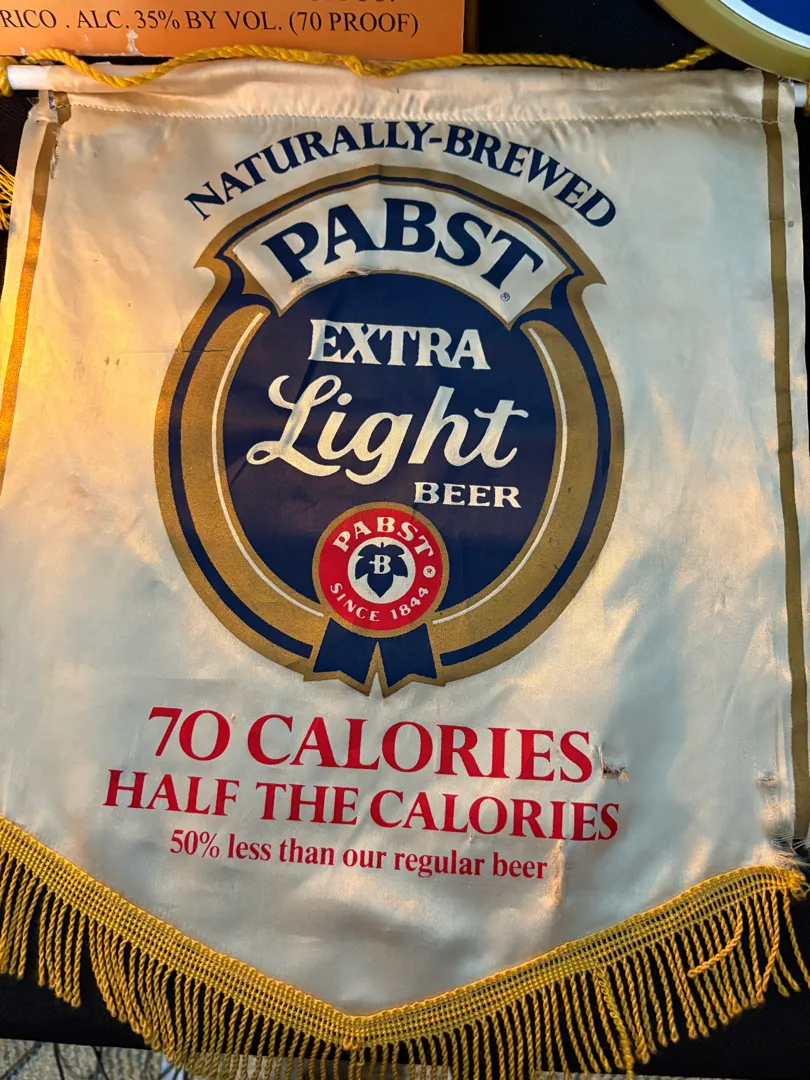 RICO . ALC. 35% BY VOL. (70 PROOF)
NATURALLY-BREWED
PABST
®
EXTRA
Light
BEER
PABST
B
®
SINCE 1844
70 CALORIES
HALF THE CALORIES
50% less than our regular beer